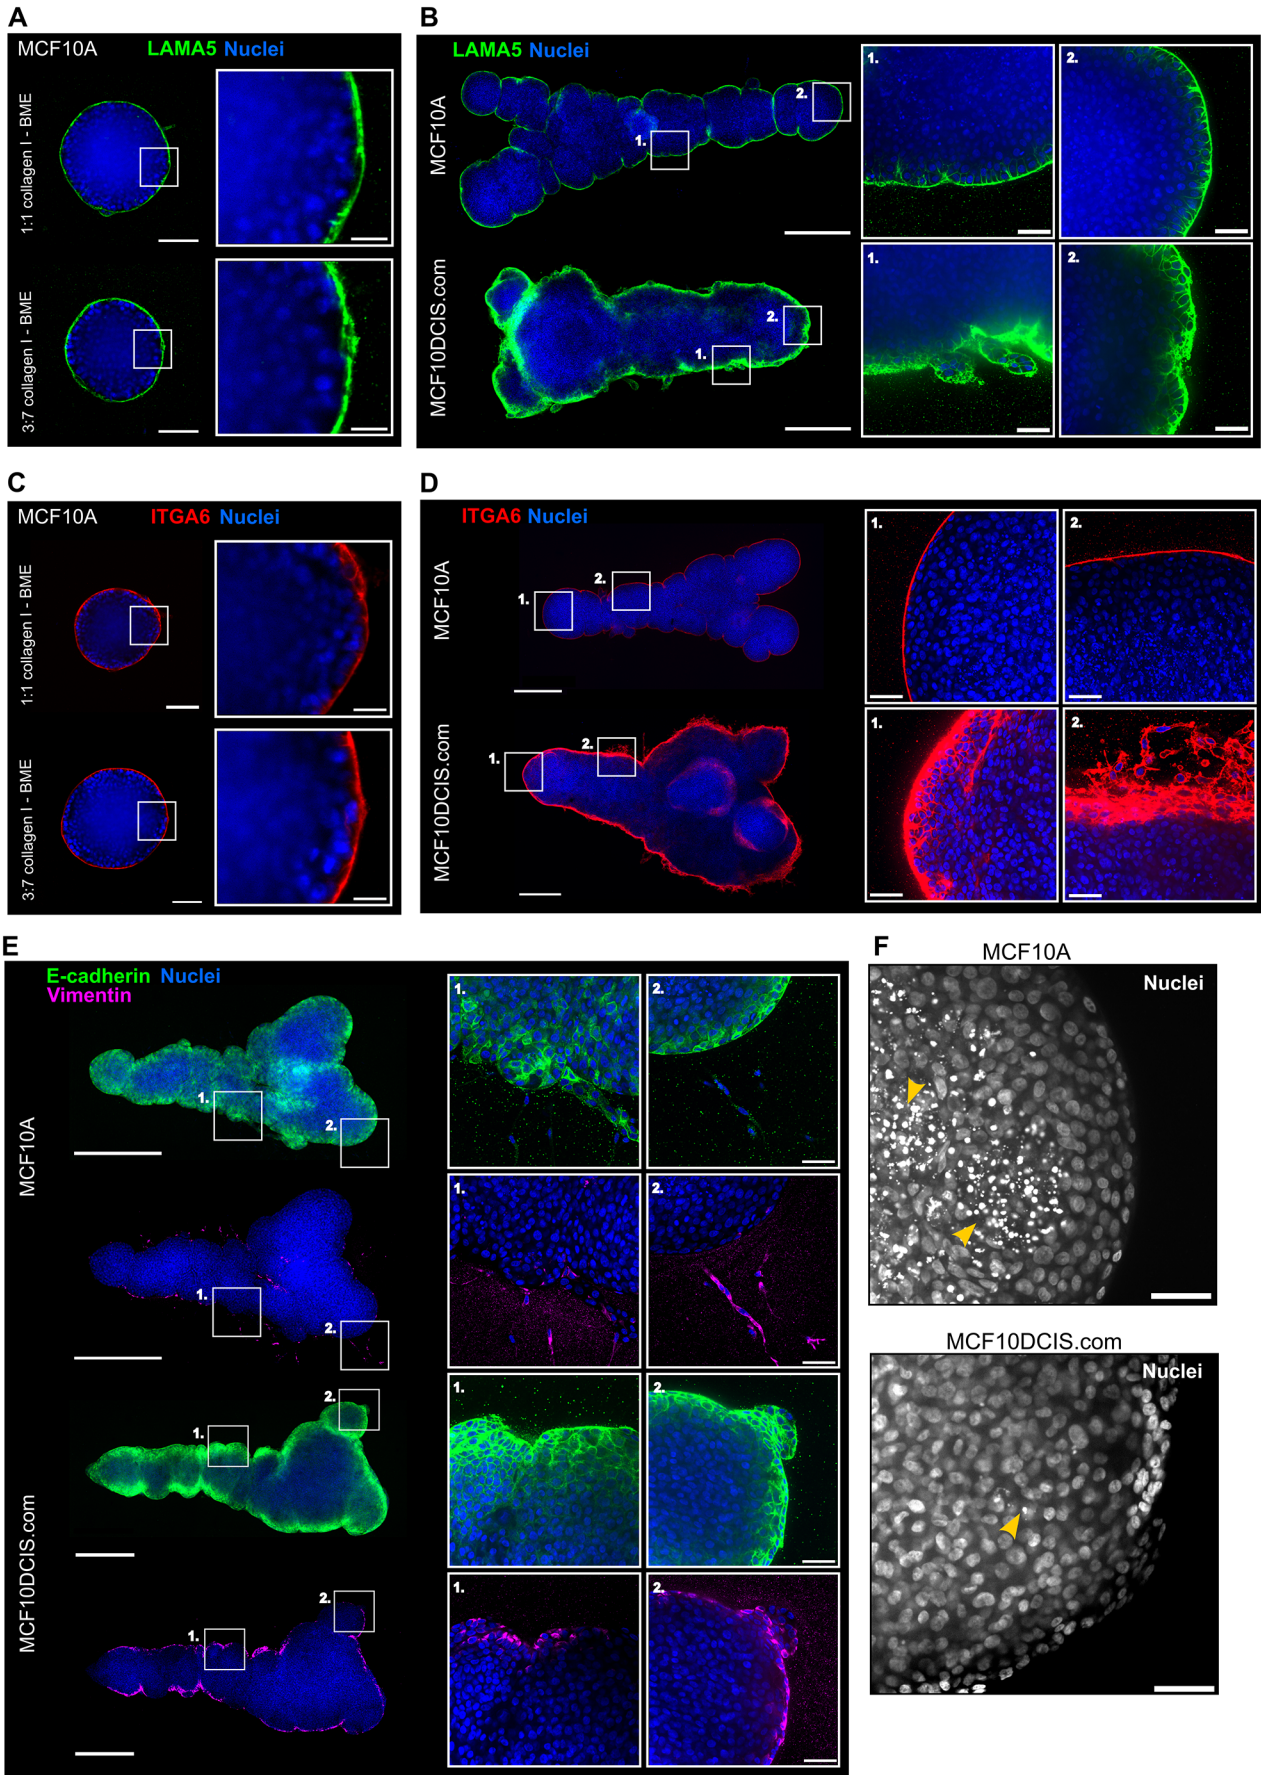 A
MCF10A LAMA5 Nuclei
1:1 collagen I - BME
3:7 collagen I - BME
B
LAMA5 Nuclei
MCF10A
1.
2.
1.
2.
MCF10DCIS.com
1.
2.
1.
2.
C
MCF10A ITGA6 Nuclei
1:1 collagen I - BME
3:7 collagen I - BME
D
ITGA6 Nuclei
MCF10A
1.
2.
1.
2.
MCF10DCIS.com
1.
2.
1.
2.
E
E-cadherin Nuclei
Vimentin
MCF10A
1.
2.
1.
2.
1.
2.
1.
2.
MCF10DCIS.com
1.
2.
1.
2.
1.
2.
1.
2.
F
MCF10A
Nuclei
MCF10DCIS.com
Nuclei